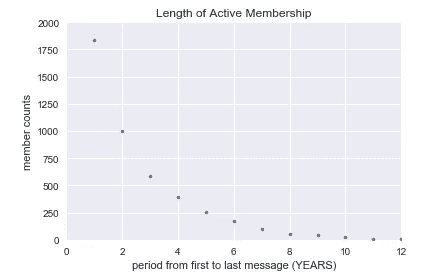 Length of Active Membership
member counts
2000
1750
1500
1250
1000
750
500
250
0
0 2 4 6 8 10 12
period from first to last message (YEARS)